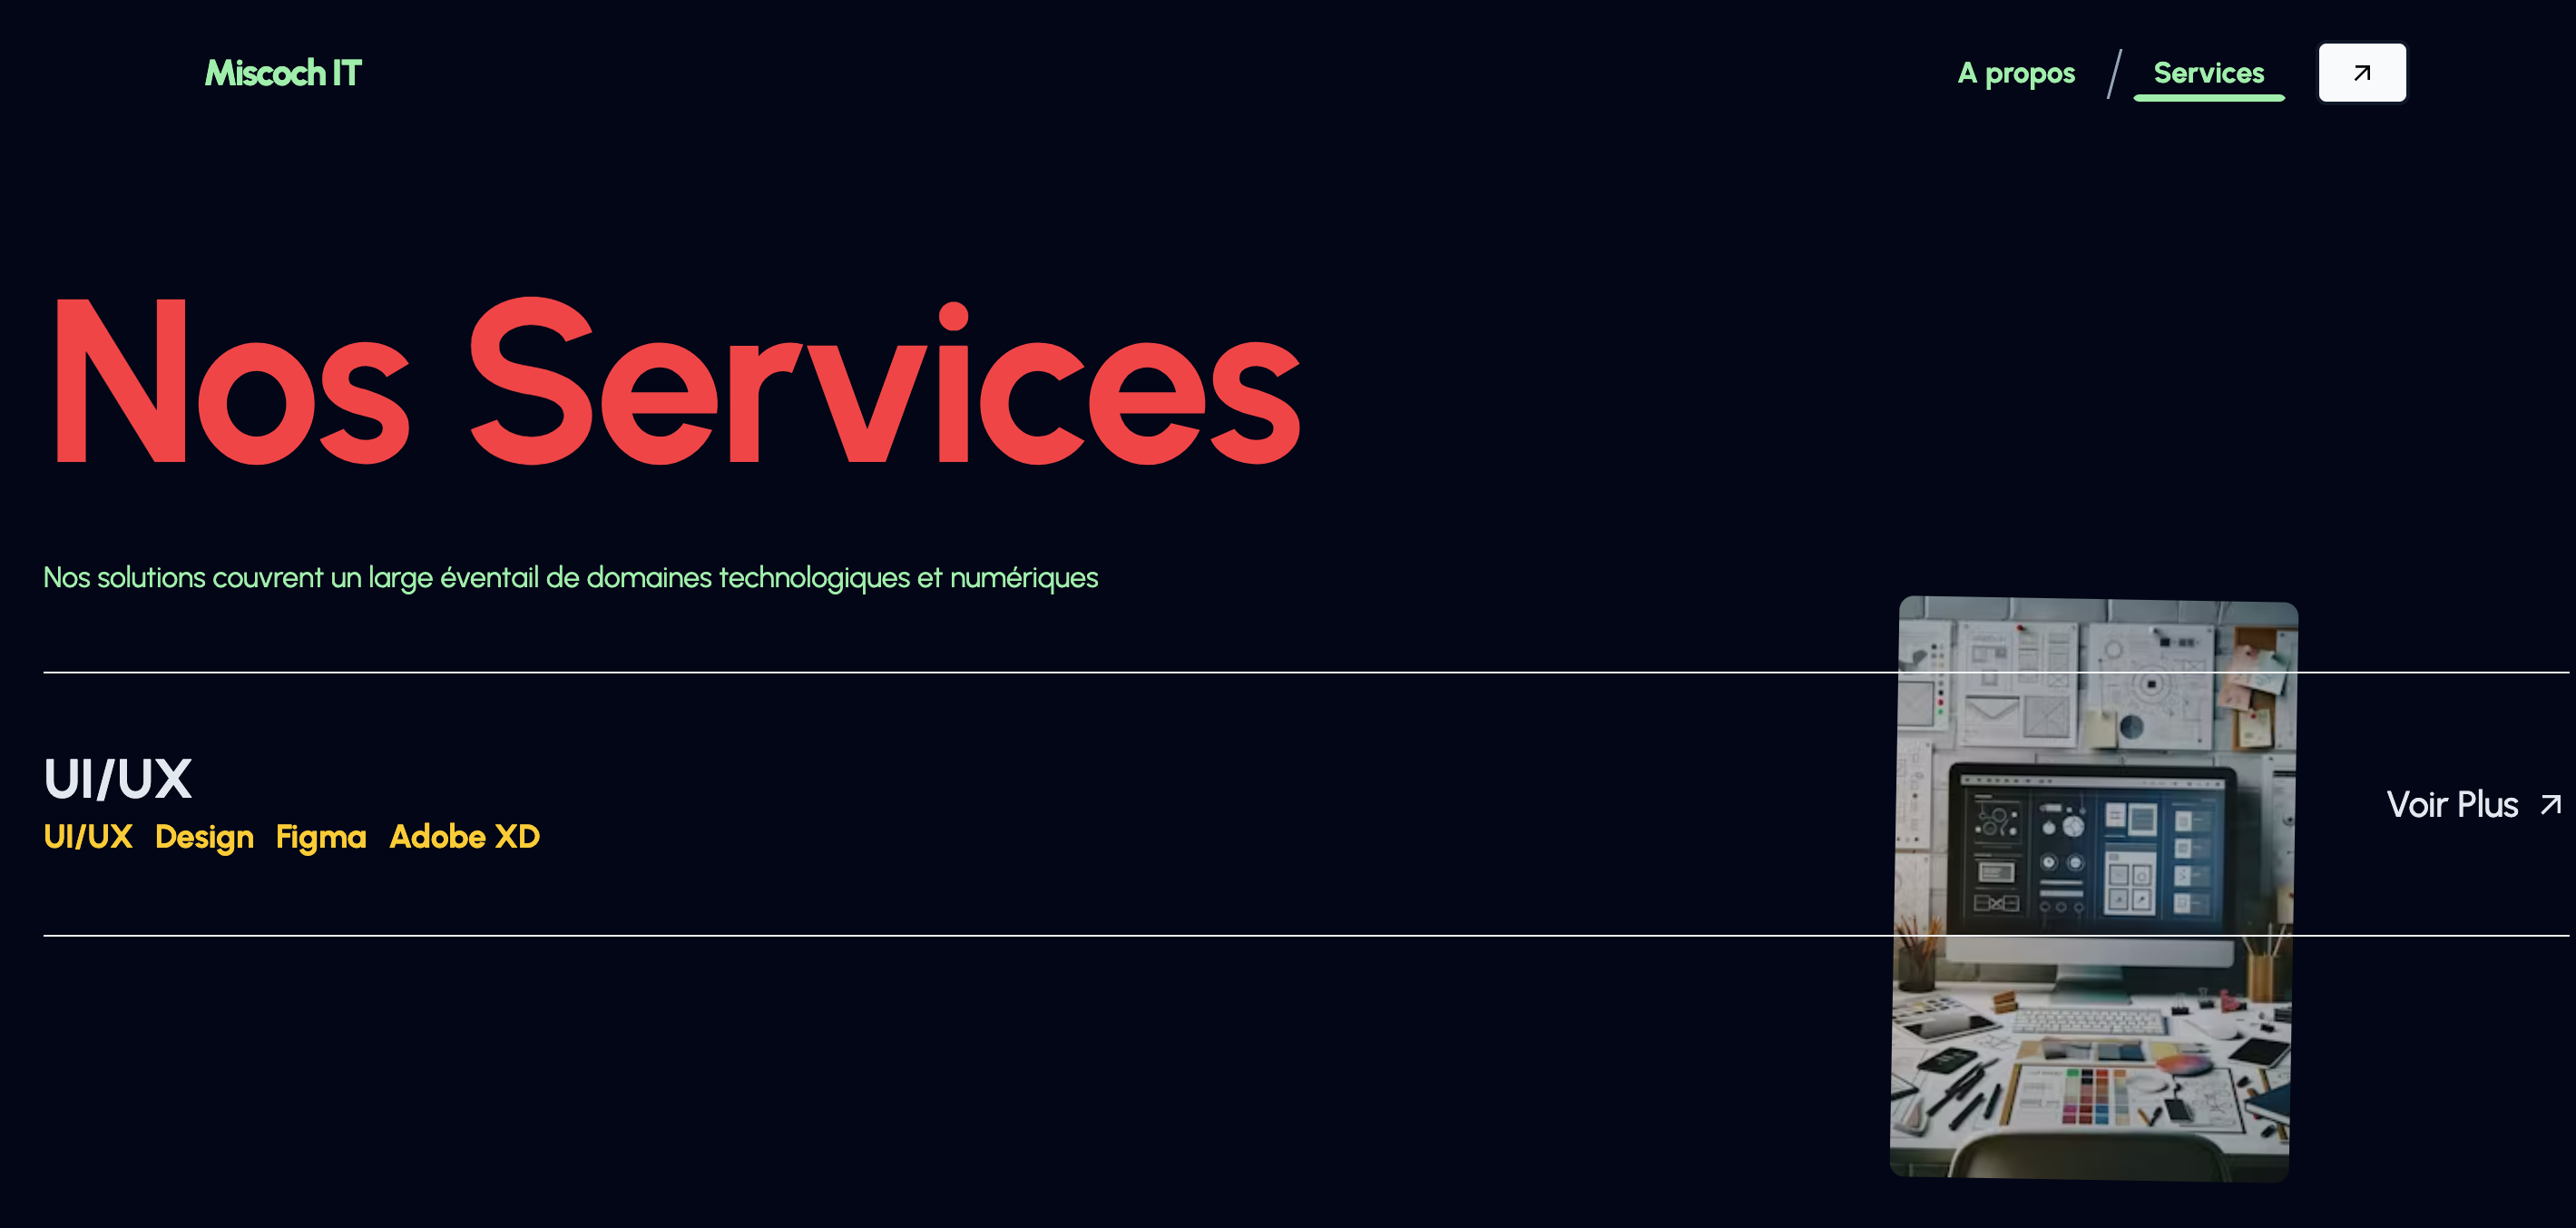 Miscoch IT
A propos / Services
Nos Services
Nos solutions couvrent un large éventail de domaines technologiques et numériques
UI/UX
UI/UX Design Figma Adobe XD
Voir Plus